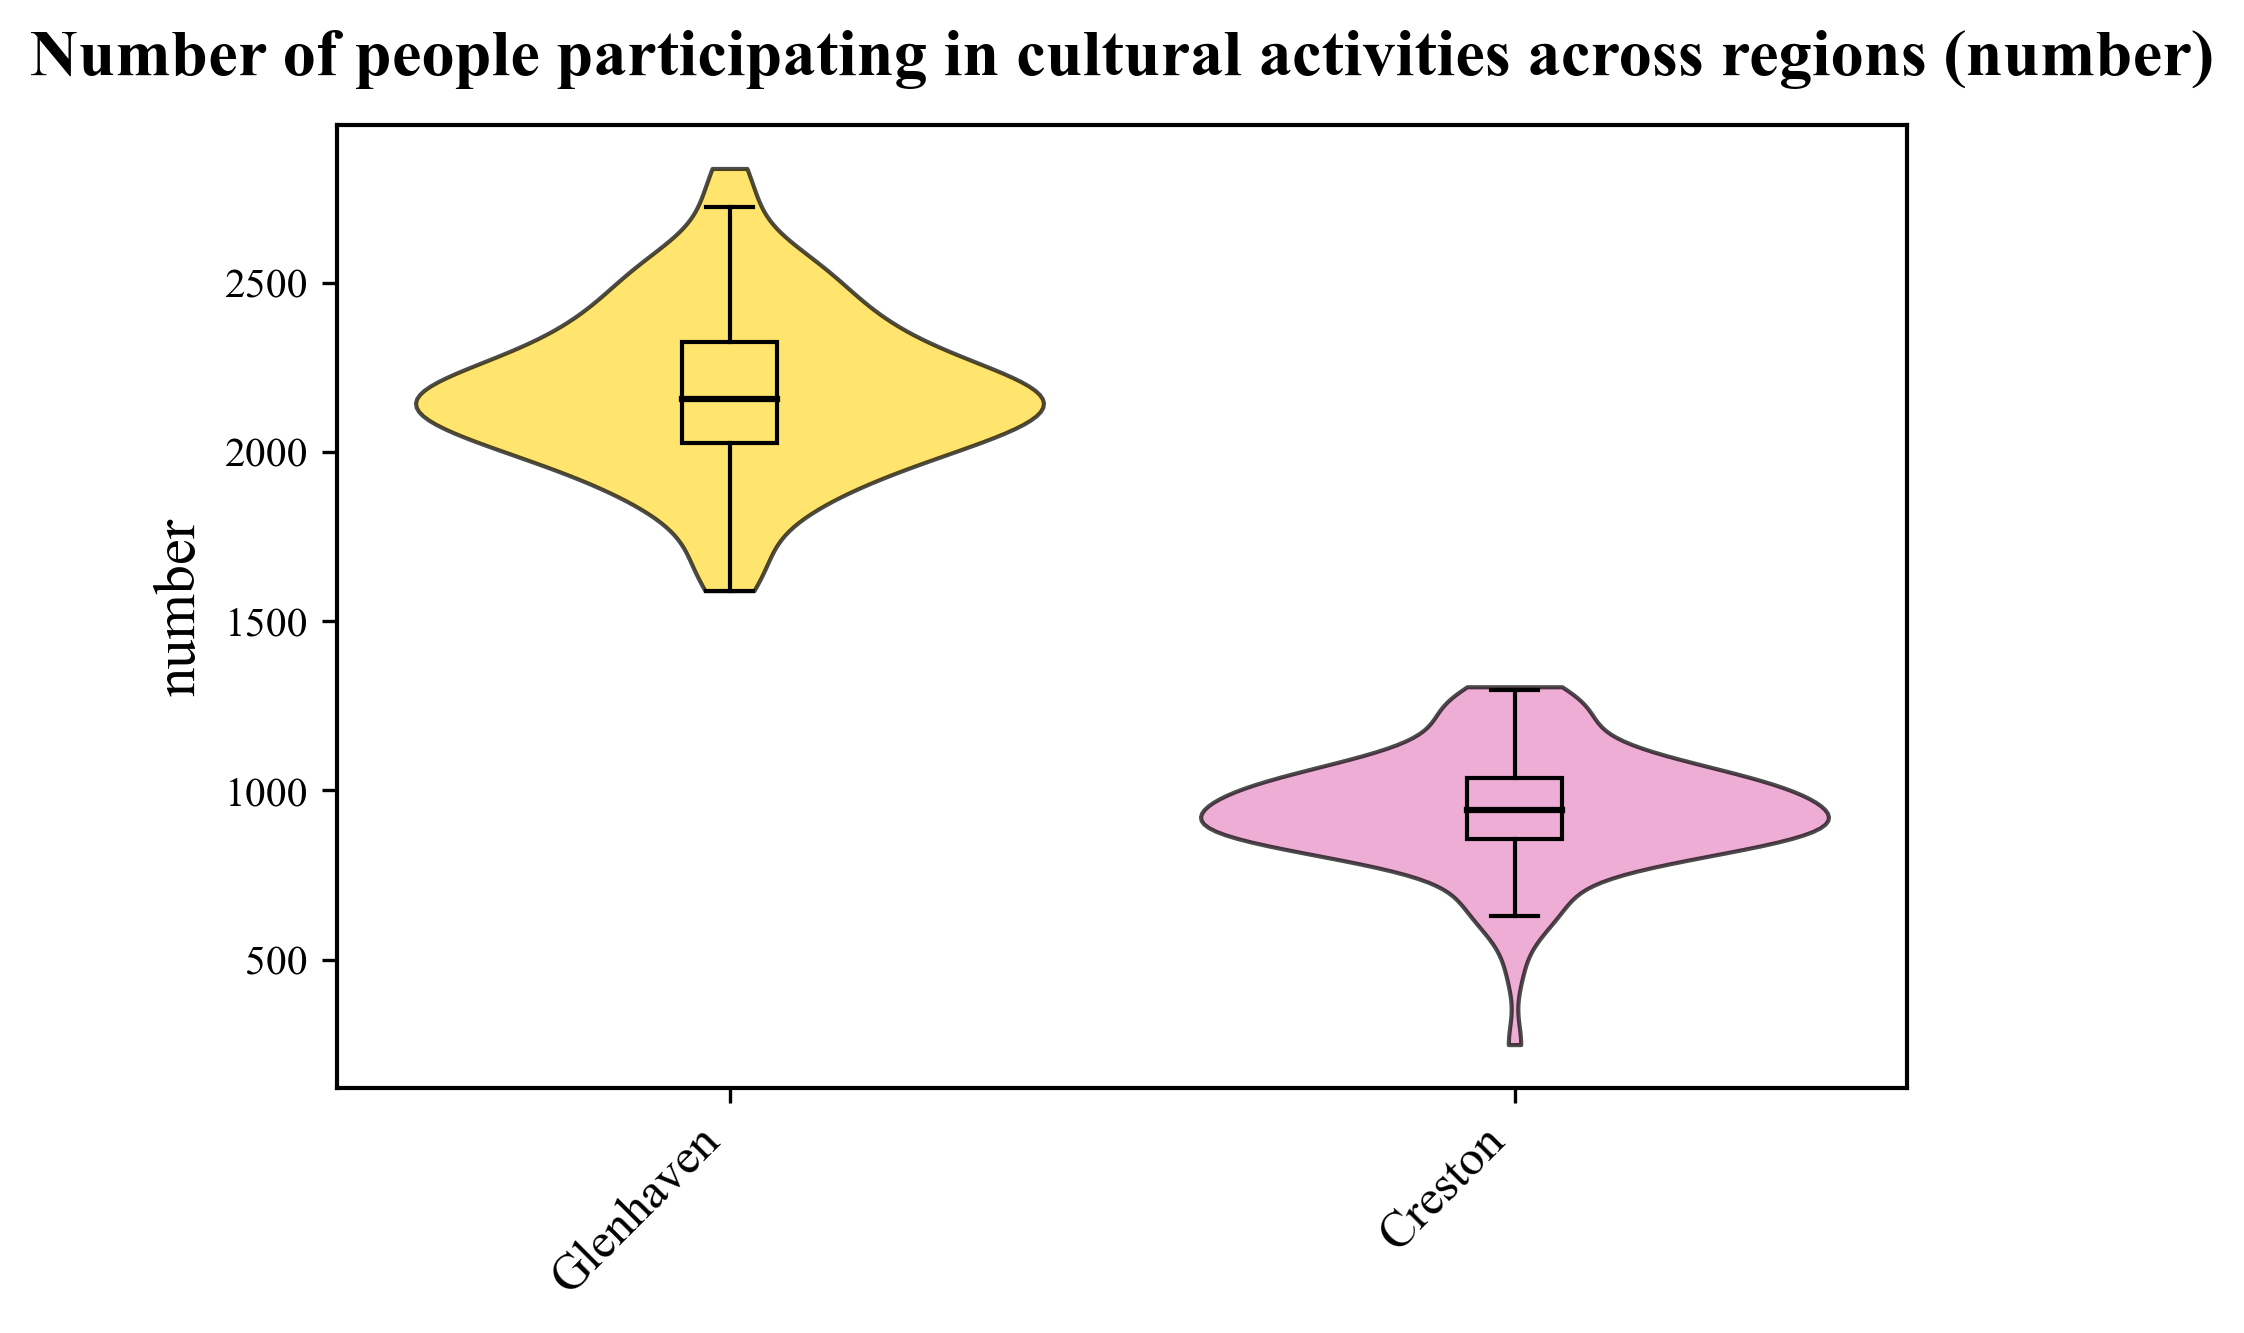 Number of people participating in cultural activities across regions (number)
number
2500
2000
1500
1000
500
Glenhaven
Creston